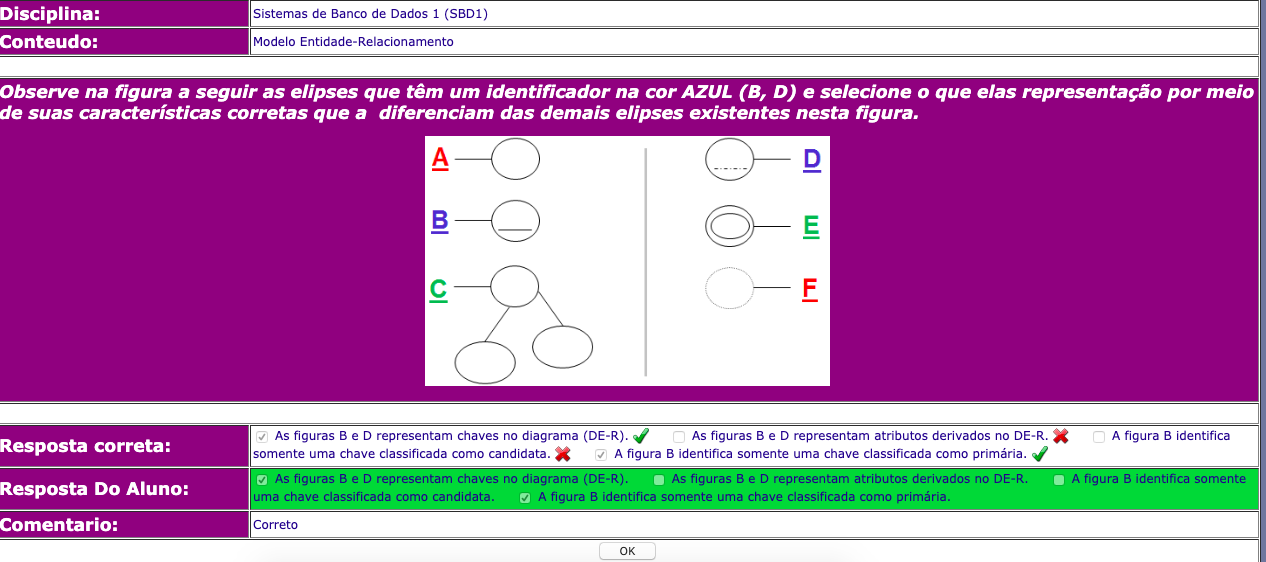 Disciplina: Sistemas de Banco de Dados 1 (SBD1)
Conteudo: Modelo Entidade-Relacionamento
Observe na figura a seguir as elipses que têm um identificador na cor AZUL (B, D) e selecione o que elas representação por meio
de suas características corretas que a diferenciam das demais elipses existentes nesta figura.
A D
B E
C F
Resposta correta: As figuras B e D representam chaves no diagrama (DE-R). As figuras B e D representam atributos derivados no DE-R. A figura B identifica
somente uma chave classificada como candidata. A figura B identifica somente uma chave classificada como primária.
Resposta Do Aluno: As figuras B e D representam chaves no diagrama (DE-R). As figuras B e D representam atributos derivados no DE-R. A figura B identifica somente
uma chave classificada como candidata. A figura B identifica somente uma chave classificada como primária.
Comentario: Correto
OK